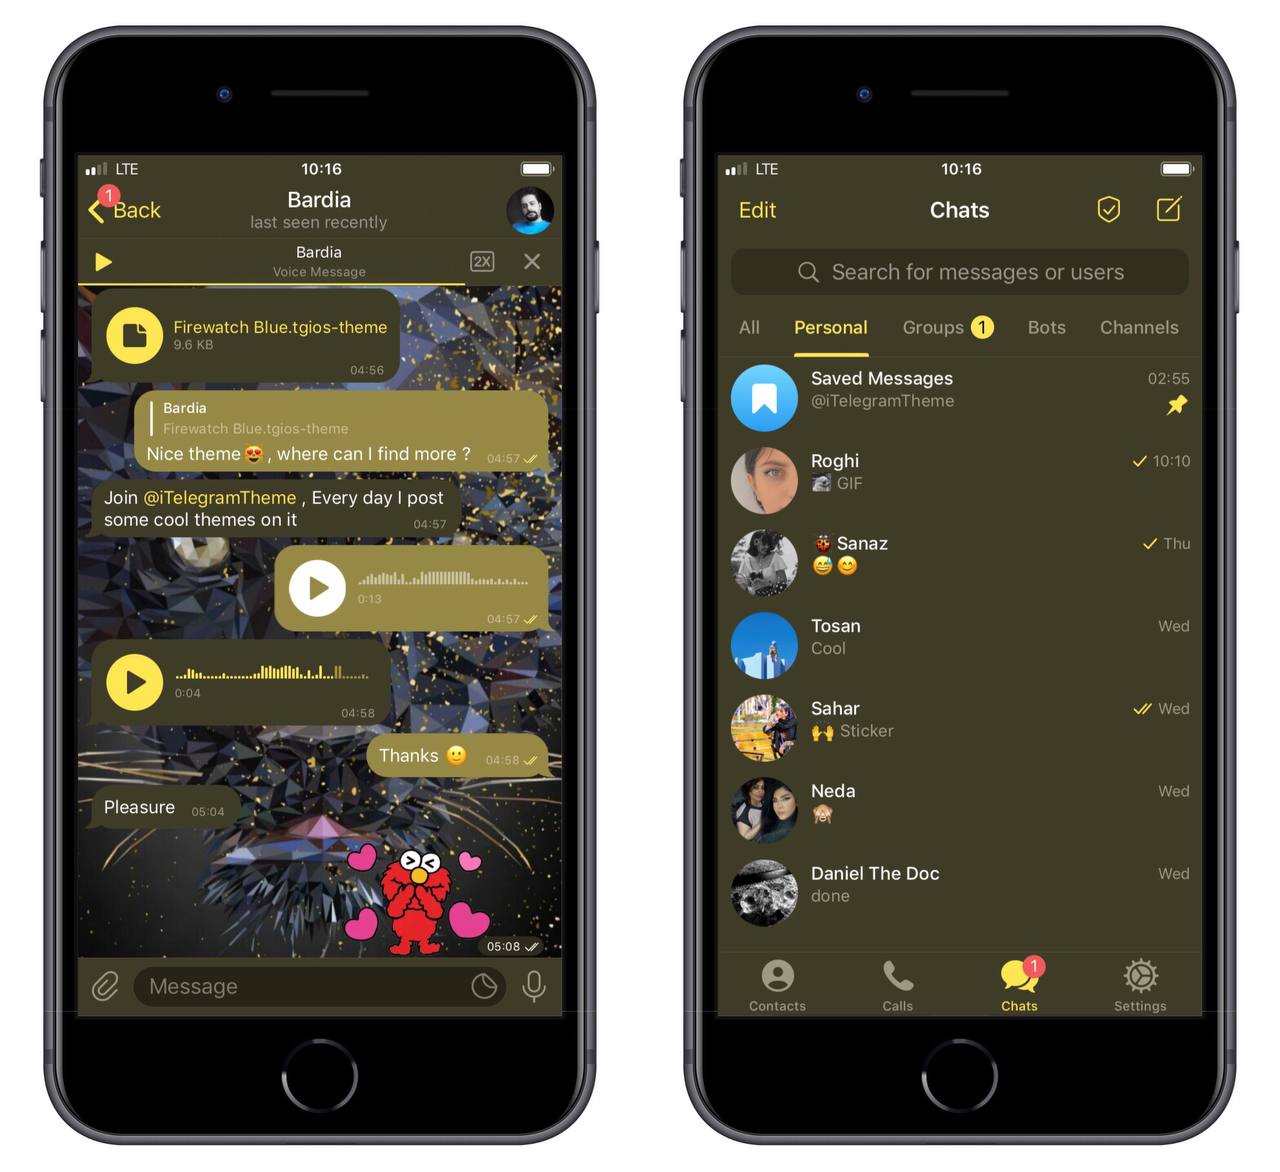 LTE
10:16
1
Back
Bardia
last seen recently
Bardia
Voice Message
2X
Firewatch Blue.tgios-theme
9.6 KB
04:56
Bardia
Firewatch Blue.tgios-theme
Nice theme😍, where can I find more ?
04:57
Join @iTelegramTheme , Every day I post
some cool themes on it
04:57
0:13
04:57
0:04
04:58
Thanks 🙂
04:58
Pleasure
05:04
05:08
Message
LTE
10:16
Edit
Chats
Search for messages or users
All
Personal
Groups 1
Bots
Channels
Saved Messages
02:55
@iTelegramTheme
Roghi
10:10
GIF
🐞 Sanaz
Thu
😅😊
Tosan
Wed
Cool
Sahar
Wed
🙌 Sticker
Neda
Wed
🙈
Daniel The Doc
Wed
done
1
Contacts
Calls
Chats
Settings